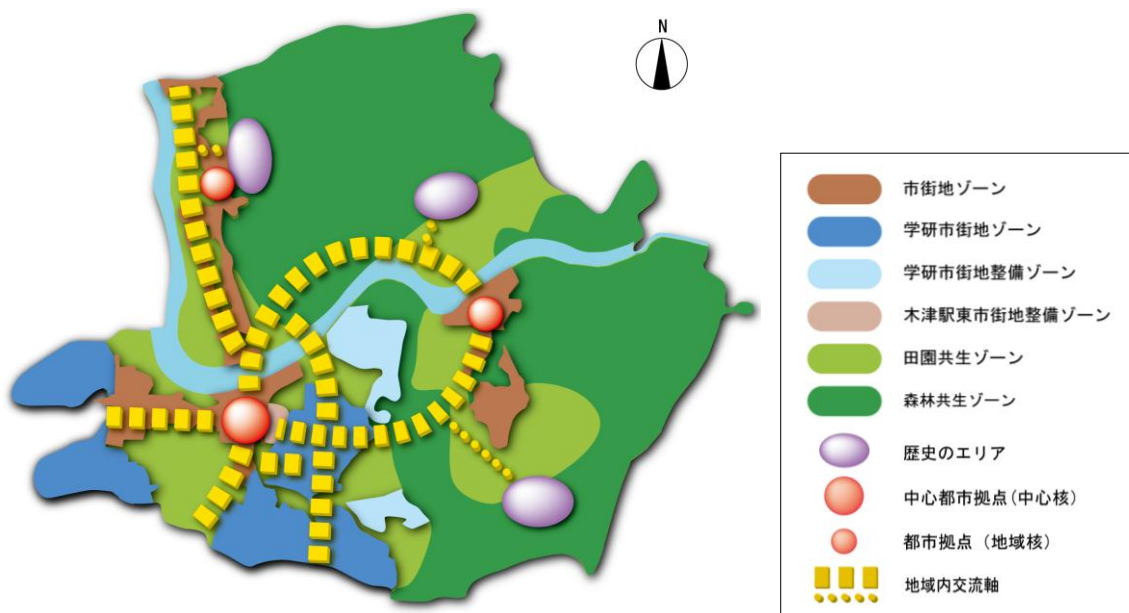 N
市街地ゾーン
学研市街地ゾーン
学研市街地整備ゾーン
木津駅東市街地整備ゾーン
田園共生ゾーン
森林共生ゾーン
歴史のエリア
中心都市拠点(中心核)
都市拠点（地域核）
地域内交流軸